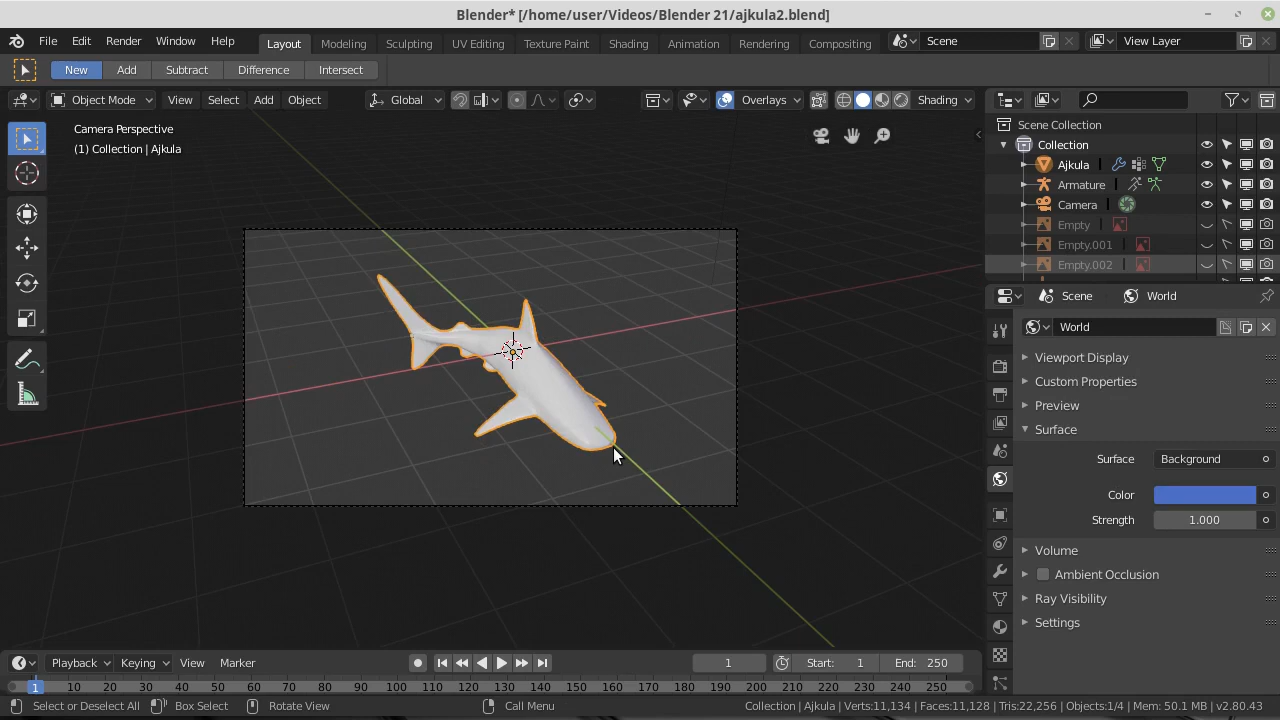 Blender* [/home/user/Videos/Blender 21/ajkula2.blend]
File Edit Render Window Help Layout Modeling Sculpting UV Editing Texture Paint Shading Animation Rendering Compositing Scene View Layer
New Add Subtract Difference Intersect
Object Mode View Select Add Object Global Overlays Shading
Camera Perspective
(1) Collection | Ajkula
Scene Collection
Collection
Ajkula
Armature
Camera
Empty
Empty.001
Empty.002
Scene World
World
Viewport Display
Custom Properties
Preview
Surface
Surface Background
Color
Strength 1.000
Volume
Ambient Occlusion
Ray Visibility
Settings
Playback Keying View Marker 1 Start: 1 End: 250
1 10 20 30 40 50 60 70 80 90 100 110 120 130 140 150 160 170 180 190 200 210 220 230 240 250
Select or Deselect All Box Select Rotate View Call Menu Collection | Ajkula | Verts:11,134 | Faces:11,128 | Tris:22,256 | Objects:1/4 | Mem: 50.1 MB | v2.80.43